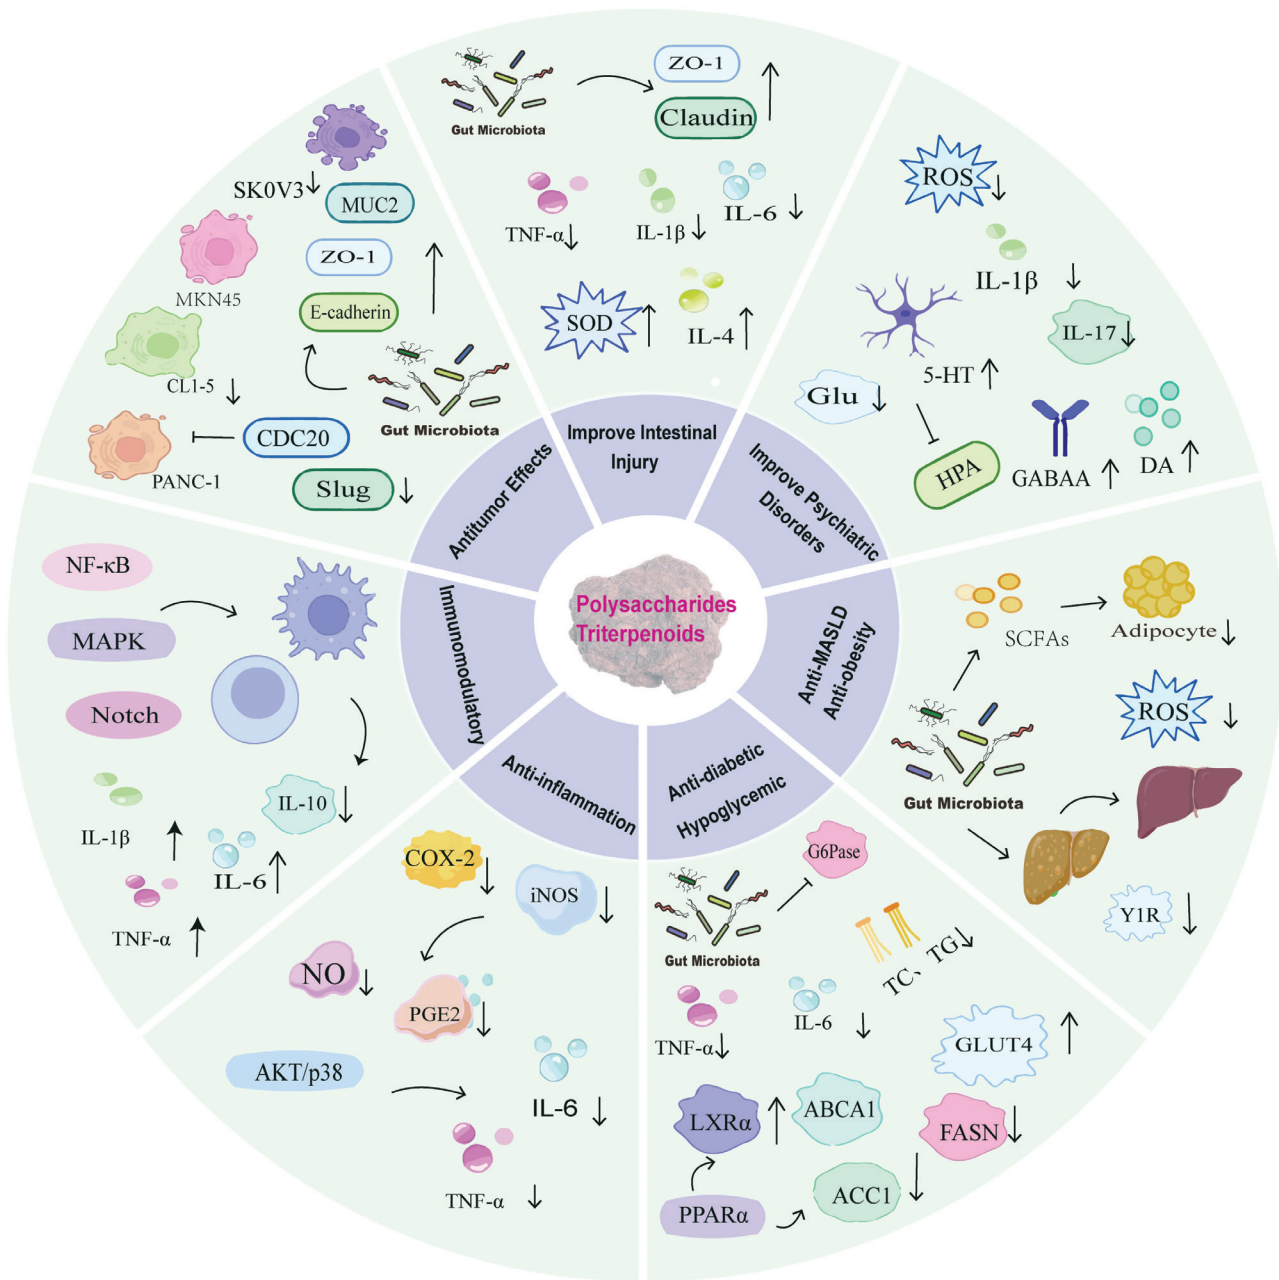 Polysaccharides
Triterpenoids
Improve Intestinal
Injury
Gut Microbiota
ZO-1
Claudin
TNF-α
IL-1β
IL-6
SOD
IL-4
Improve Psychiatric
Disorders
ROS
IL-1β
IL-17
5-HT
Glu
HPA
GABAA
DA
Anti-MASLD
Anti-obesity
SCFAs
Adipocyte
ROS
Gut Microbiota
Y1R
Anti-diabetic
Hypoglycemic
G6Pase
Gut Microbiota
TC、TG
TNF-α
IL-6
GLUT4
LXRα
ABCA1
FASN
PPARα
ACC1
Anti-inflammation
COX-2
iNOS
NO
PGE2
AKT/p38
IL-6
TNF-α
Immunomodulatory
NF-κB
MAPK
Notch
IL-10
IL-1β
IL-6
TNF-α
Antitumor Effects
SK0V3
MUC2
ZO-1
MKN45
E-cadherin
CL1-5
Gut Microbiota
CDC20
PANC-1
Slug